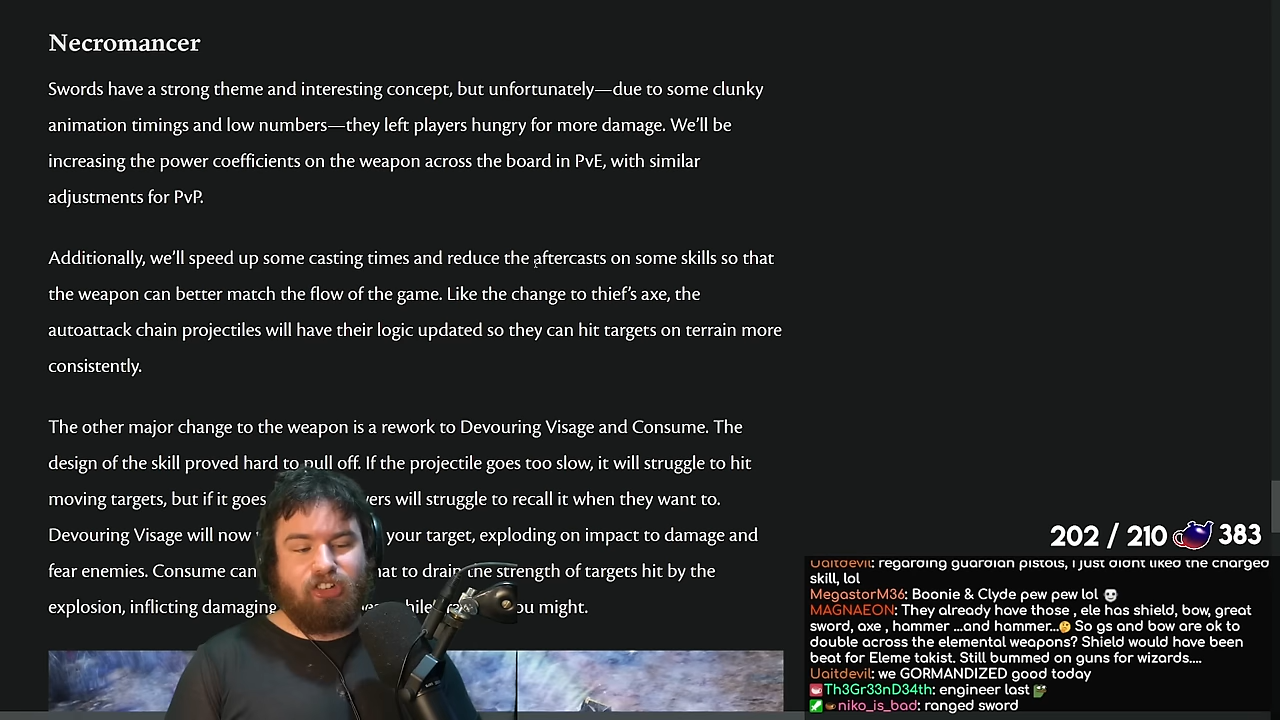 Necromancer
Swords have a strong theme and interesting concept, but unfortunately—due to some clunky
animation timings and low numbers—they left players hungry for more damage. We'll be
increasing the power coefficients on the weapon across the board in PvE, with similar
adjustments for PvP.
Additionally, we'll speed up some casting times and reduce the aftercasts on some skills so that
the weapon can better match the flow of the game. Like the change to thief's axe, the
autoattack chain projectiles will have their logic updated so they can hit targets on terrain more
consistently.
The other major change to the weapon is a rework to Devouring Visage and Consume. The
design of the skill proved hard to pull off. If the projectile goes too slow, it will struggle to hit
moving targets, but if it goes will struggle to recall it when they want to.
Devouring Visage will now your target, exploding on impact to damage and
fear enemies. Consume can to drain the strength of targets hit by the
explosion, inflicting damaging you might.
202 / 210 383
Uaitdevil: regarding guardian pistols, i just didnt liked the charged
skill, lol
MegastorM36: Boonie & Clyde pew pew lol
MAGNAEON: They already have those , ele has shield, bow, great
sword, axe , hammer ...and hammer... So gs and bow are ok to
double across the elemental weapons? Shield would have been
beat for Eleme takist. Still bummed on guns for wizards....
Uaitdevil: we GORMANDIZED good today
Th3Gr33nD34th: engineer last
niko_is_bad: ranged sword